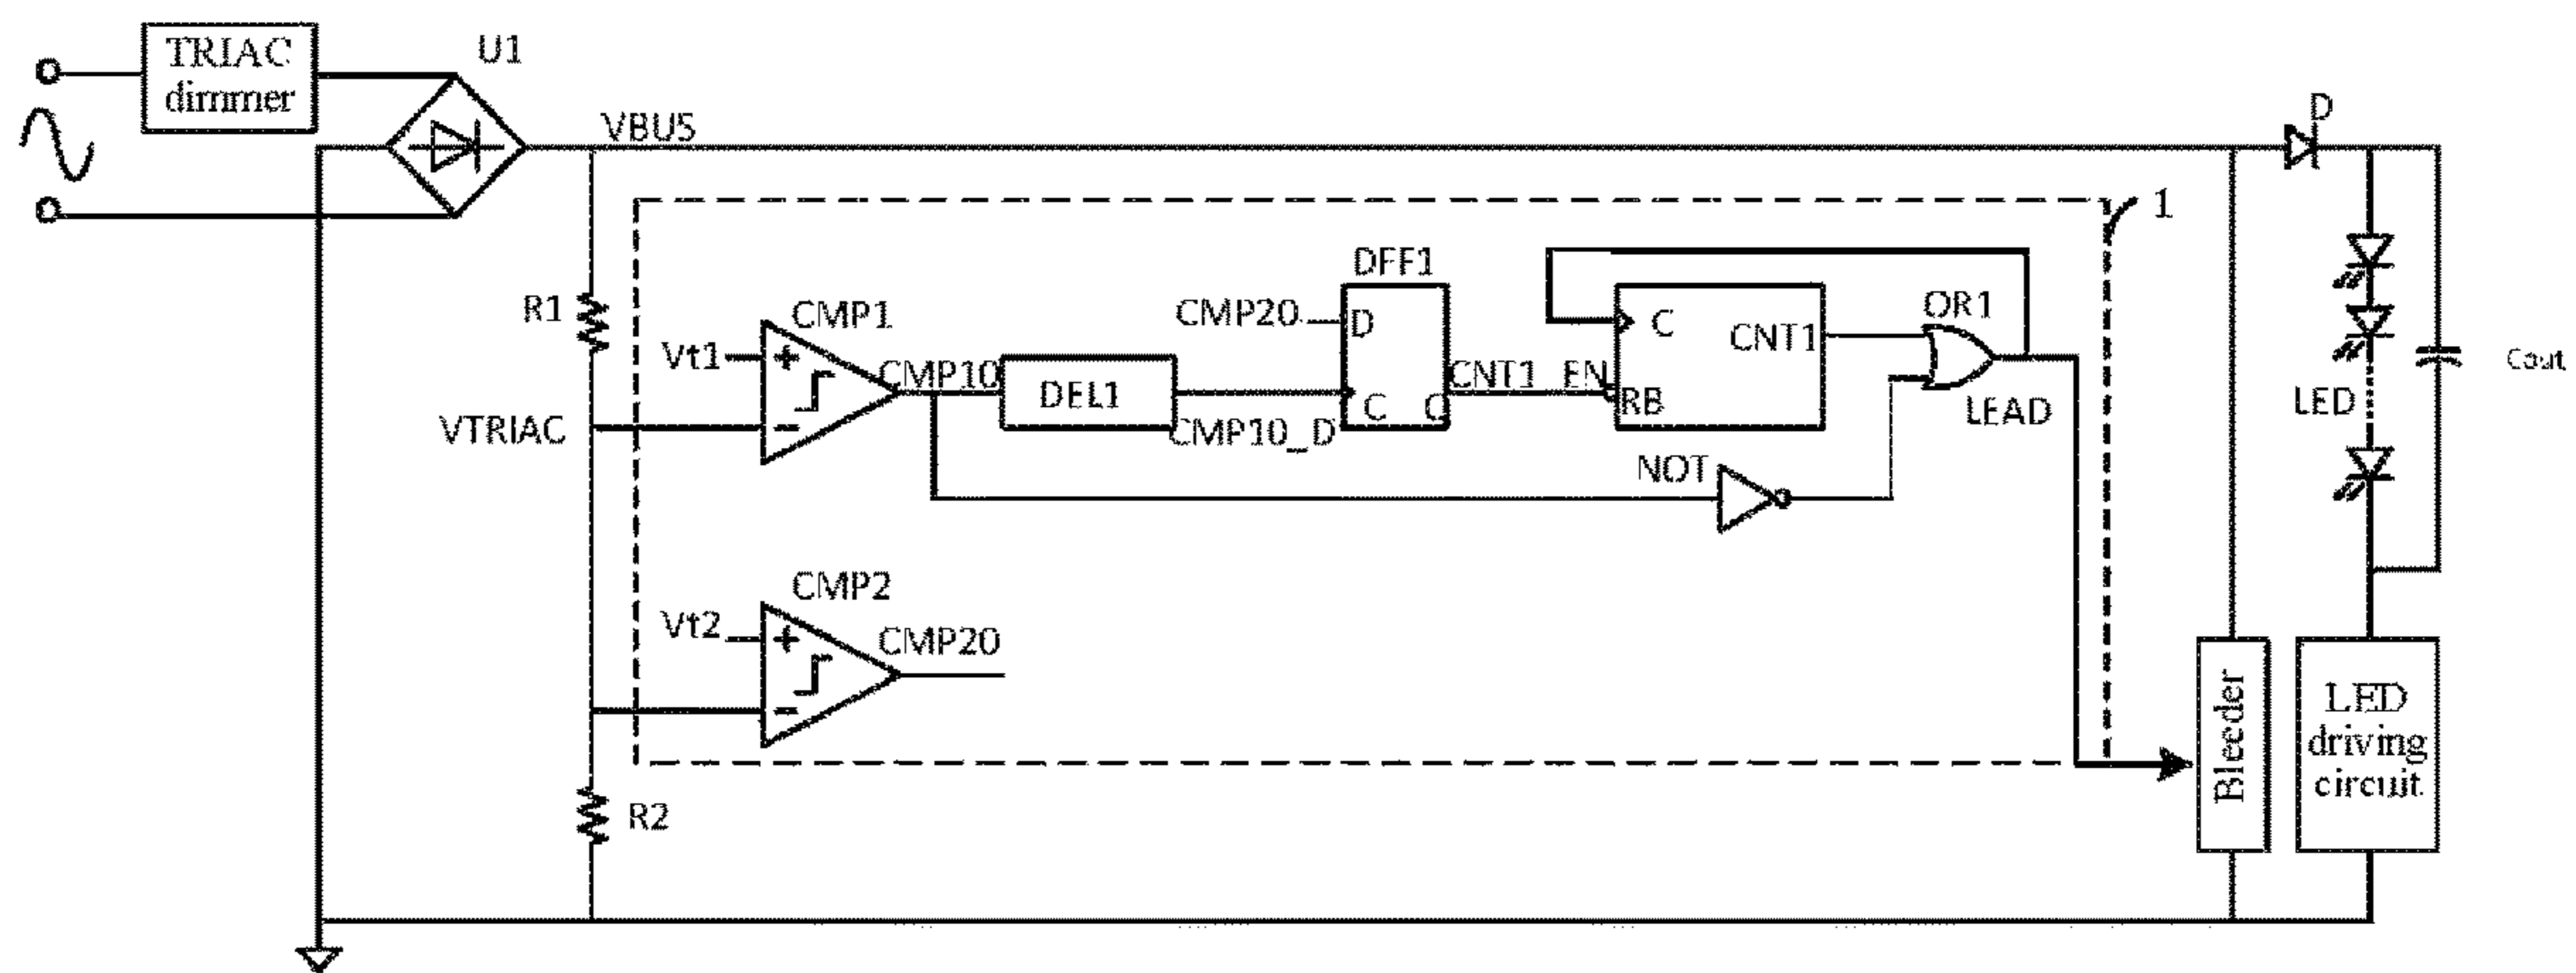 TRIAC
dimmer
U1
VBUS
D
1
R1
Vt1
CMP1
CMP10
DEL1
CMP10_D
CMP20
DFF1
D
C
Q
CNT1 EN
C
CNT1
RB
OR1
LEAD
NOT
VTRIAC
LED
Cout
Vt2
CMP2
CMP20
R2
Bleeder
LED
driving
circuit